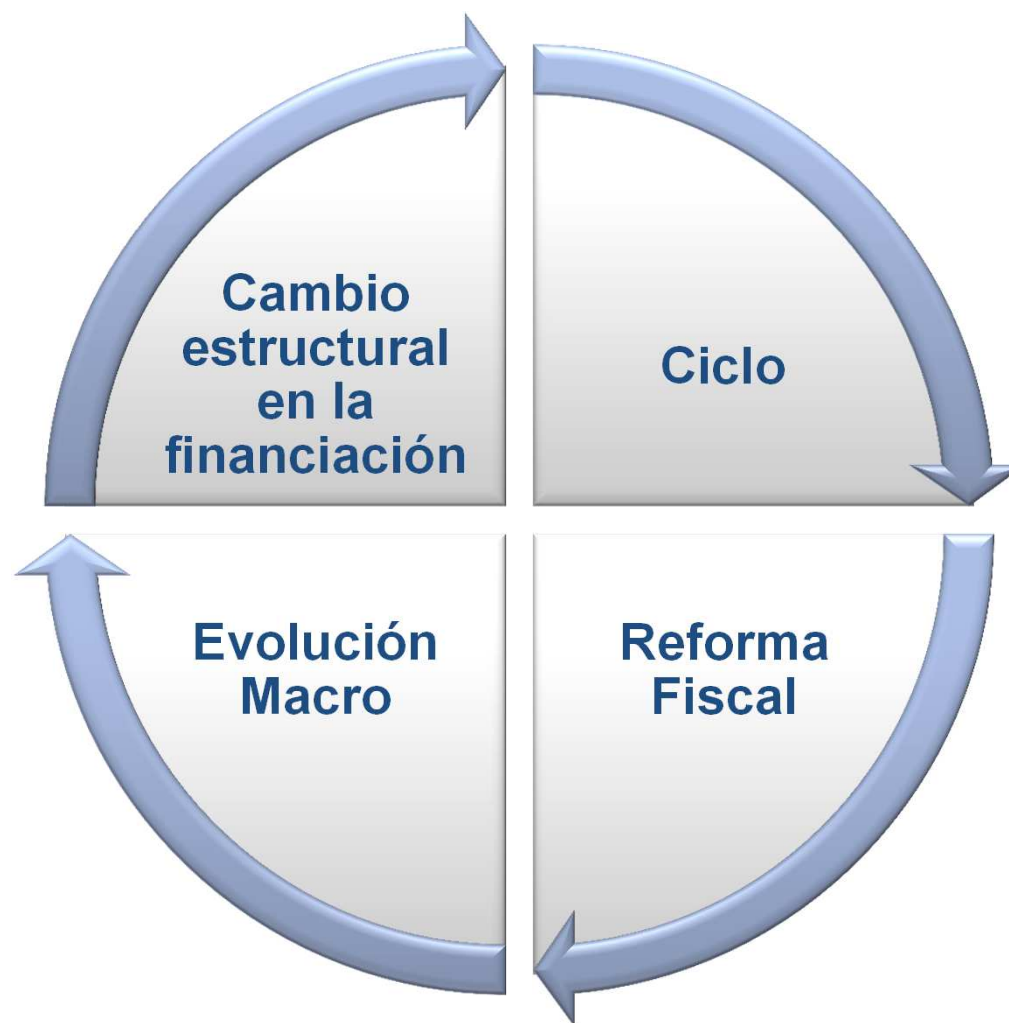 Cambio
estructural
en la
financiación
Ciclo
Evolución
Macro
Reforma
Fiscal